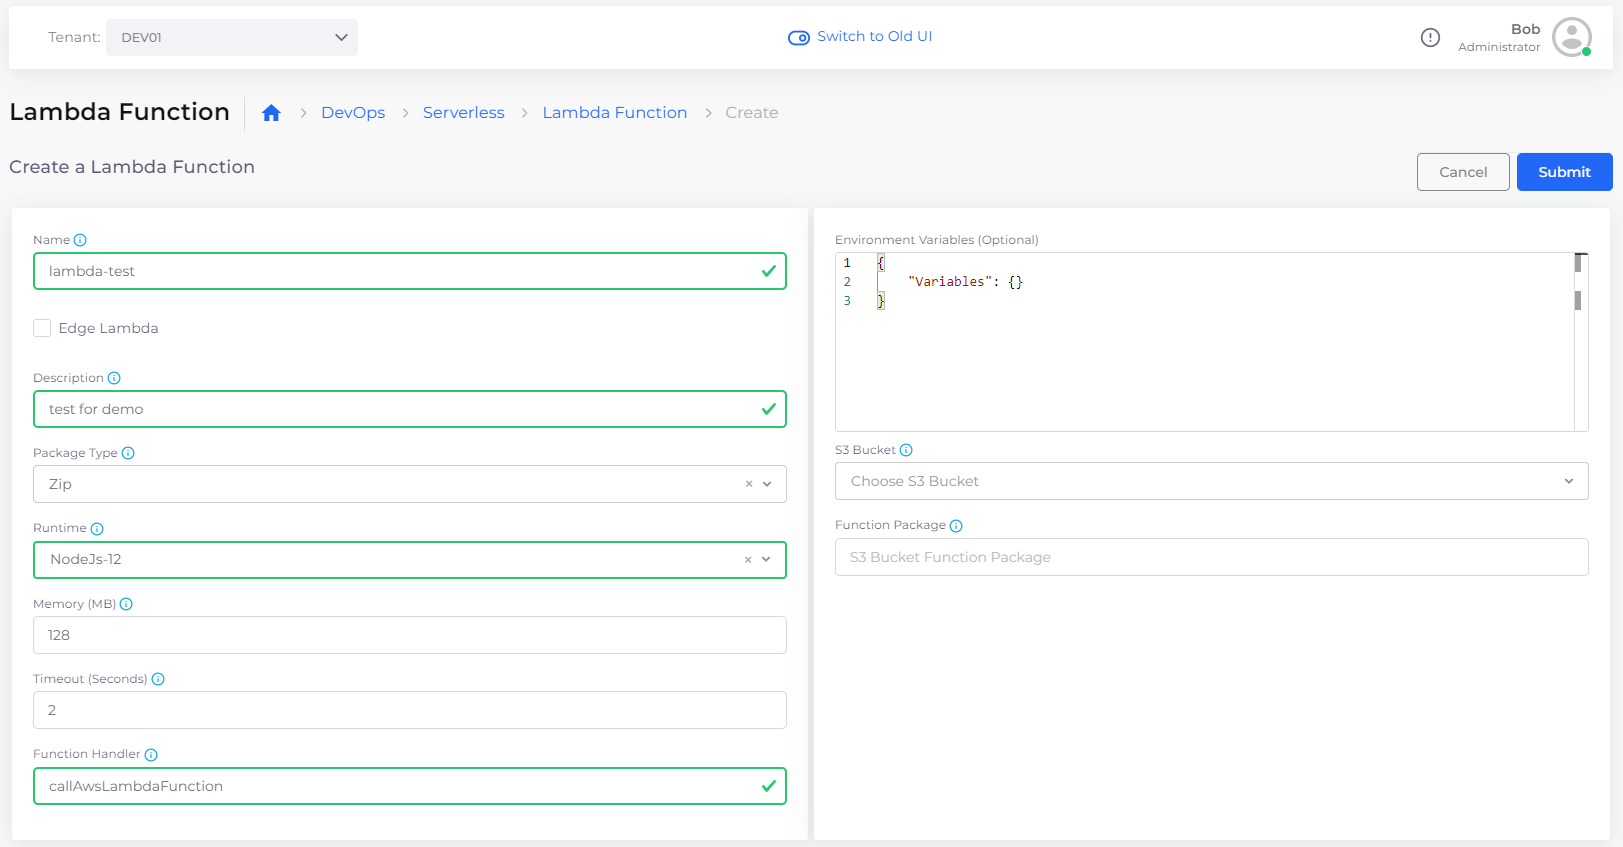 Tenant: DEV01
Switch to Old UI
Bob
Administrator
Lambda Function
DevOps > Serverless > Lambda Function > Create
Create a Lambda Function
Cancel
Submit
Name
lambda-test
Edge Lambda
Description
test for demo
Package Type
Zip
Runtime
NodeJs-12
Memory (MB)
128
Timeout (Seconds)
2
Function Handler
callAwsLambdaFunction
Environment Variables (Optional)
1 {
2 "Variables": {}
3 }
S3 Bucket
Choose S3 Bucket
Function Package
S3 Bucket Function Package